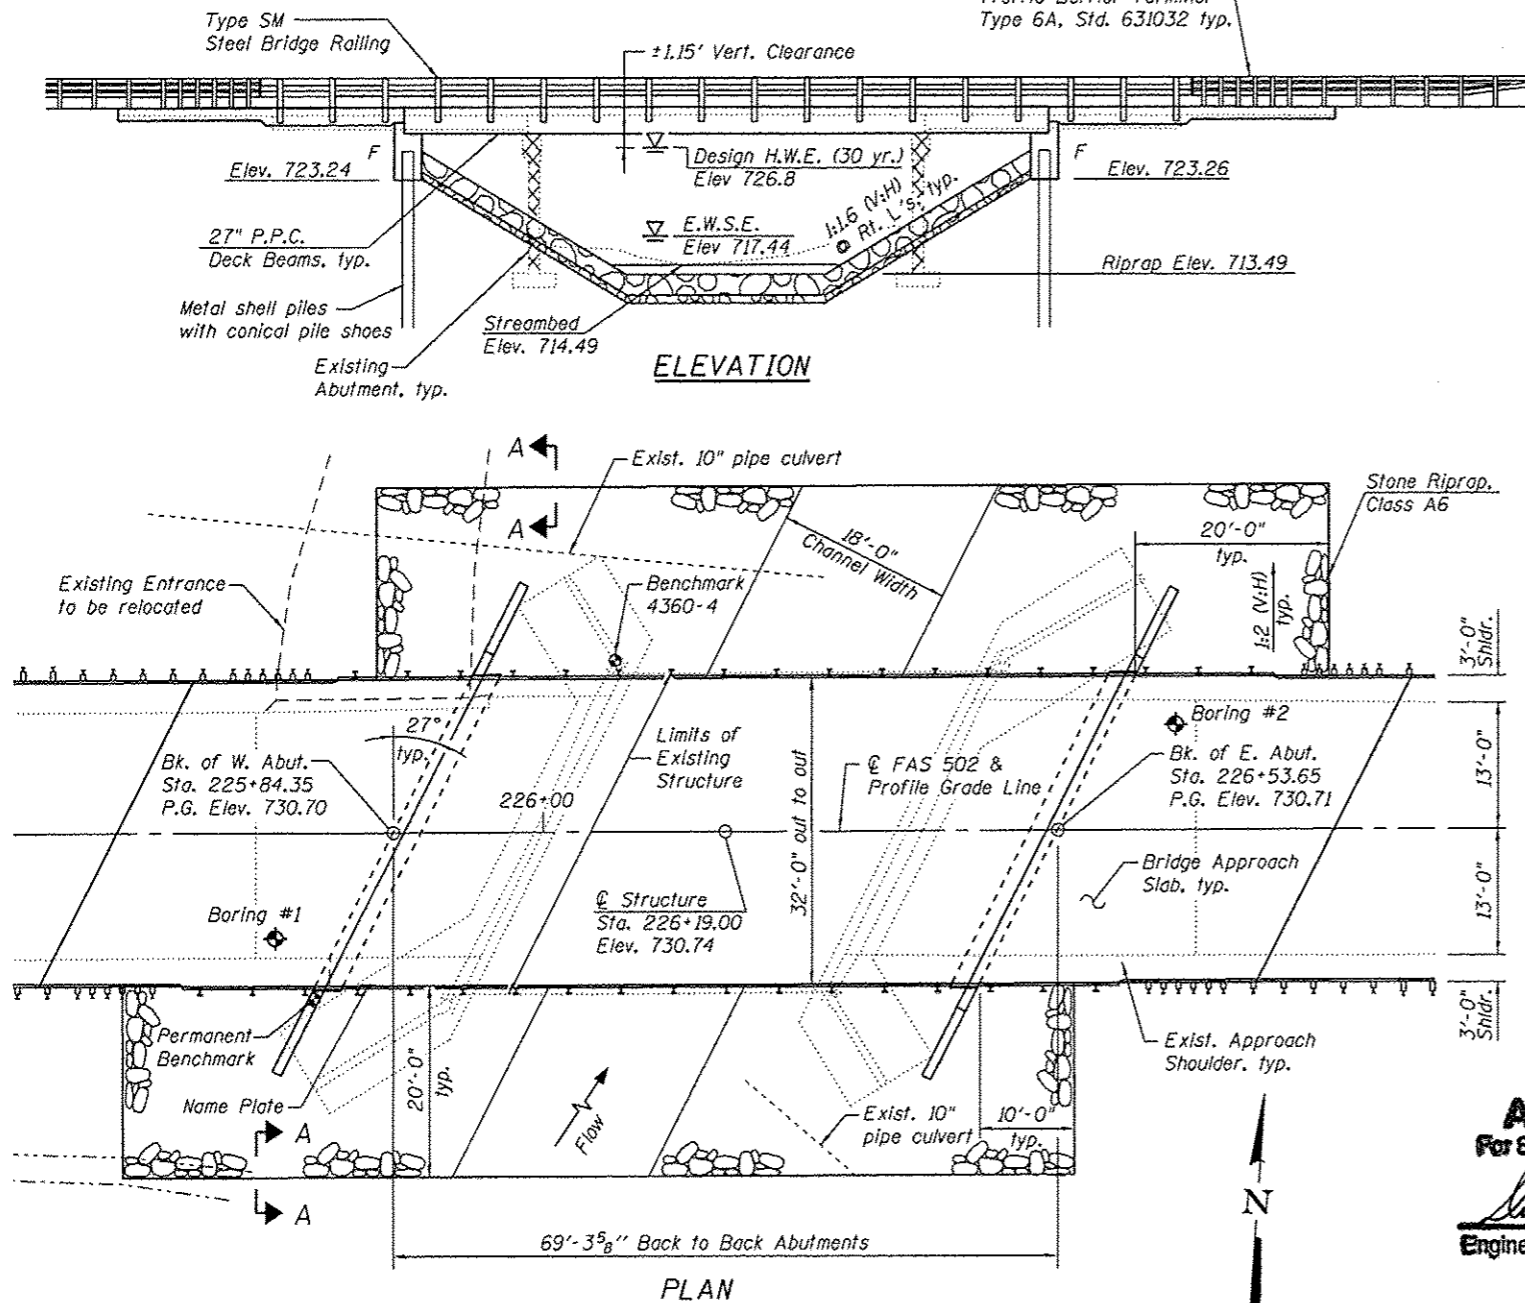 Type 6A, Std. 631032 typ.
Type SM
Steel Bridge Railing
±1.15' Vert. Clearance
F
Elev. 723.24
Design H.W.E. (30 yr.)
Elev 726.8
F
Elev. 723.26
1:1.6 (V:H)
@ Rt. L's, typ.
E.W.S.E.
Elev 717.44
27" P.P.C.
Deck Beams, typ.
Riprap Elev. 713.49
Metal shell piles
with conical pile shoes
Streambed
Elev. 714.49
Existing
Abutment, typ.
ELEVATION
A
A
Exist. 10" pipe culvert
Stone Riprap,
Class A6
18'-0"
Channel Width
20'-0"
typ.
1:2 (V:H)
typ.
Existing Entrance
to be relocated
Benchmark
4360-4
3'-0"
Shldr.
27°
typ.
Boring #2
Limits of
Existing
Structure
Bk. of W. Abut.
Sta. 225+84.35
P.G. Elev. 730.70
226+00
℄ FAS 502 &
Profile Grade Line
Bk. of E. Abut.
Sta. 226+53.65
P.G. Elev. 730.71
13'-0"
32'-0" out to out
Bridge Approach
Slab, typ.
13'-0"
Boring #1
℄ Structure
Sta. 226+19.00
Elev. 730.74
3'-0"
Shldr.
Permanent
Benchmark
Exist. Approach
Shoulder, typ.
20'-0"
typ.
Name Plate
Flow
Exist. 10"
pipe culvert
10'-0"
typ.
A
A
N
For
Engine
69'-3 5/8" Back to Back Abutments
PLAN